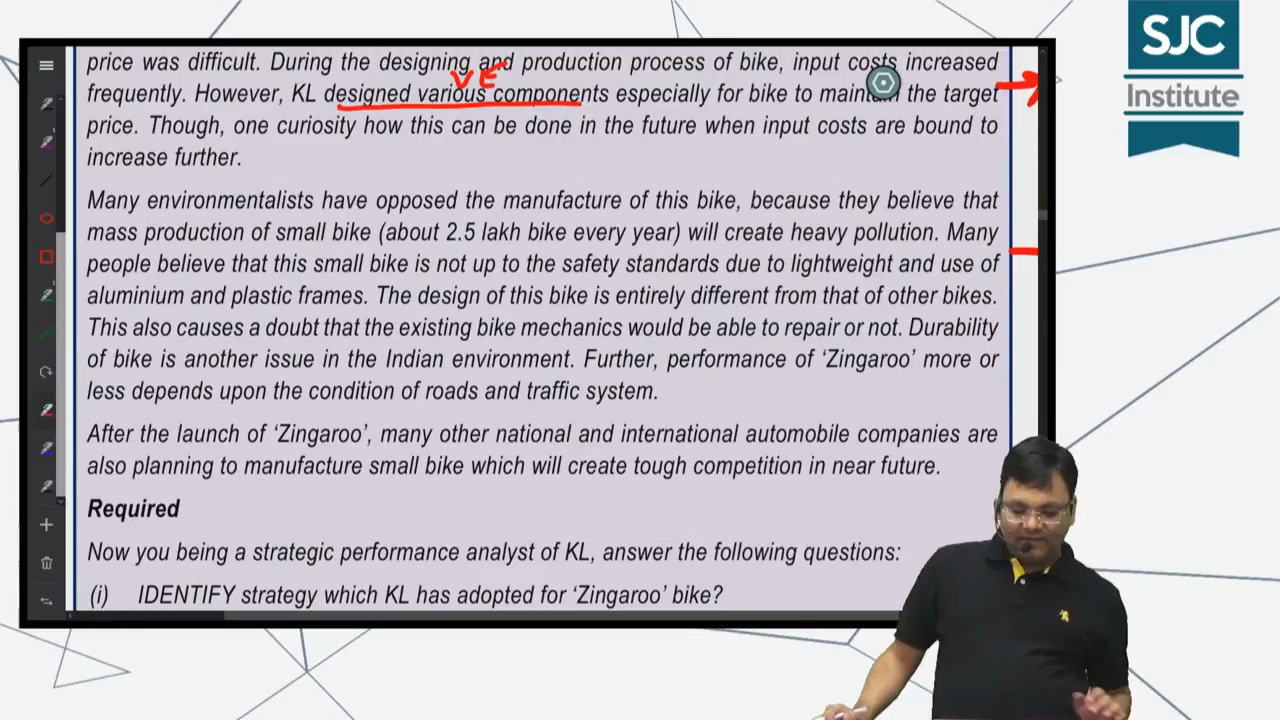 SJC
Institute
price was difficult. During the designing and production process of bike, input costs increased
VE
frequently. However, KL designed various components especially for bike to maintain the target
price. Though, one curiosity how this can be done in the future when input costs are bound to
increase further.
Many environmentalists have opposed the manufacture of this bike, because they believe that
mass production of small bike (about 2.5 lakh bike every year) will create heavy pollution. Many
people believe that this small bike is not up to the safety standards due to lightweight and use of
aluminium and plastic frames. The design of this bike is entirely different from that of other bikes.
This also causes a doubt that the existing bike mechanics would be able to repair or not. Durability
of bike is another issue in the Indian environment. Further, performance of ‘Zingaroo’ more or
less depends upon the condition of roads and traffic system.
After the launch of ‘Zingaroo’, many other national and international automobile companies are
also planning to manufacture small bike which will create tough competition in near future.
Required
Now you being a strategic performance analyst of KL, answer the following questions:
(i) IDENTIFY strategy which KL has adopted for ‘Zingaroo’ bike?